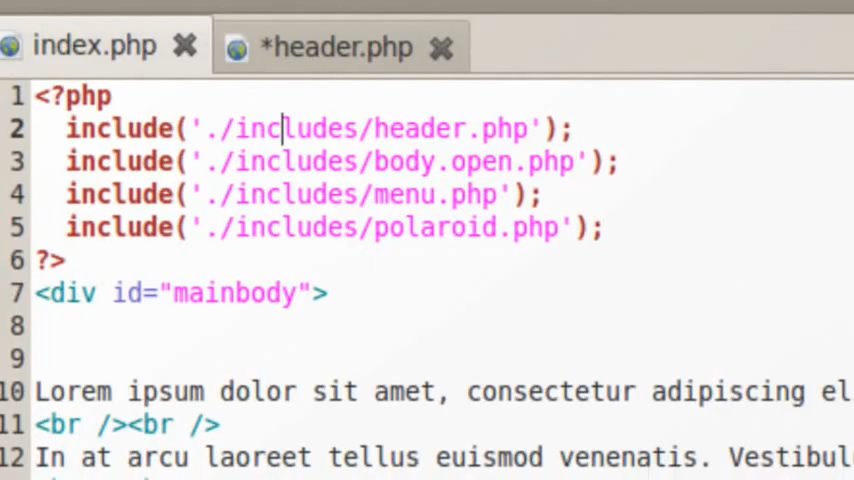 index.php *header.php
1 <?php
2 include('./includes/header.php');
3 include('./includes/body.open.php');
4 include('./includes/menu.php');
5 include('./includes/polaroid.php');
6 ?>
7 <div id="mainbody">
8
9
10 Lorem ipsum dolor sit amet, consectetur adipiscing el
11 <br /><br />
12 In at arcu laoreet tellus euismod venenatis. Vestibul